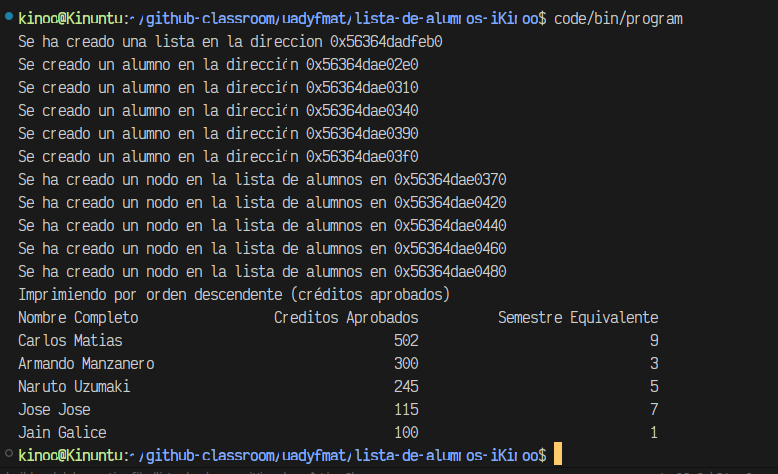 kinoo@Kinuntu:~/github-classroom/uadyfmat/lista-de-alumnos-iKinoo$ code/bin/program
Se ha creado una lista en la direccion 0x56364dadfeb0
Se creado un alumno en la dirección 0x56364dae02e0
Se creado un alumno en la dirección 0x56364dae0310
Se creado un alumno en la dirección 0x56364dae0340
Se creado un alumno en la dirección 0x56364dae0390
Se creado un alumno en la dirección 0x56364dae03f0
Se ha creado un nodo en la lista de alumnos en 0x56364dae0370
Se ha creado un nodo en la lista de alumnos en 0x56364dae0420
Se ha creado un nodo en la lista de alumnos en 0x56364dae0440
Se ha creado un nodo en la lista de alumnos en 0x56364dae0460
Se ha creado un nodo en la lista de alumnos en 0x56364dae0480
Imprimiendo por orden descendente (créditos aprobados)
Nombre Completo Creditos Aprobados Semestre Equivalente
Carlos Matias 502 9
Armando Manzanero 300 3
Naruto Uzumaki 245 5
Jose Jose 115 7
Jain Galice 100 1
kinoo@Kinuntu:~/github-classroom/uadyfmat/lista-de-alumnos-iKinoo$